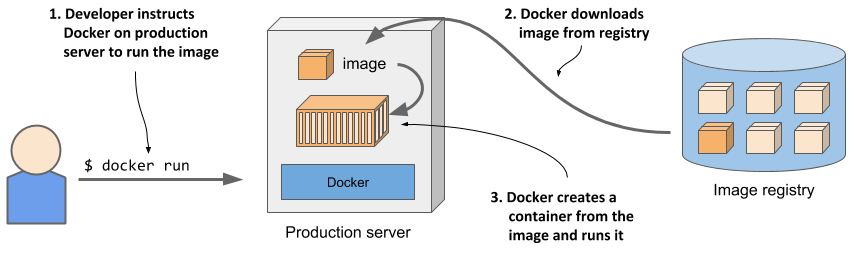 1. Developer instructs
Docker on production
server to run the image
$ docker run
image
Docker
Production server
2. Docker downloads
image from registry
3. Docker creates a
container from the
image and runs it
Image registry